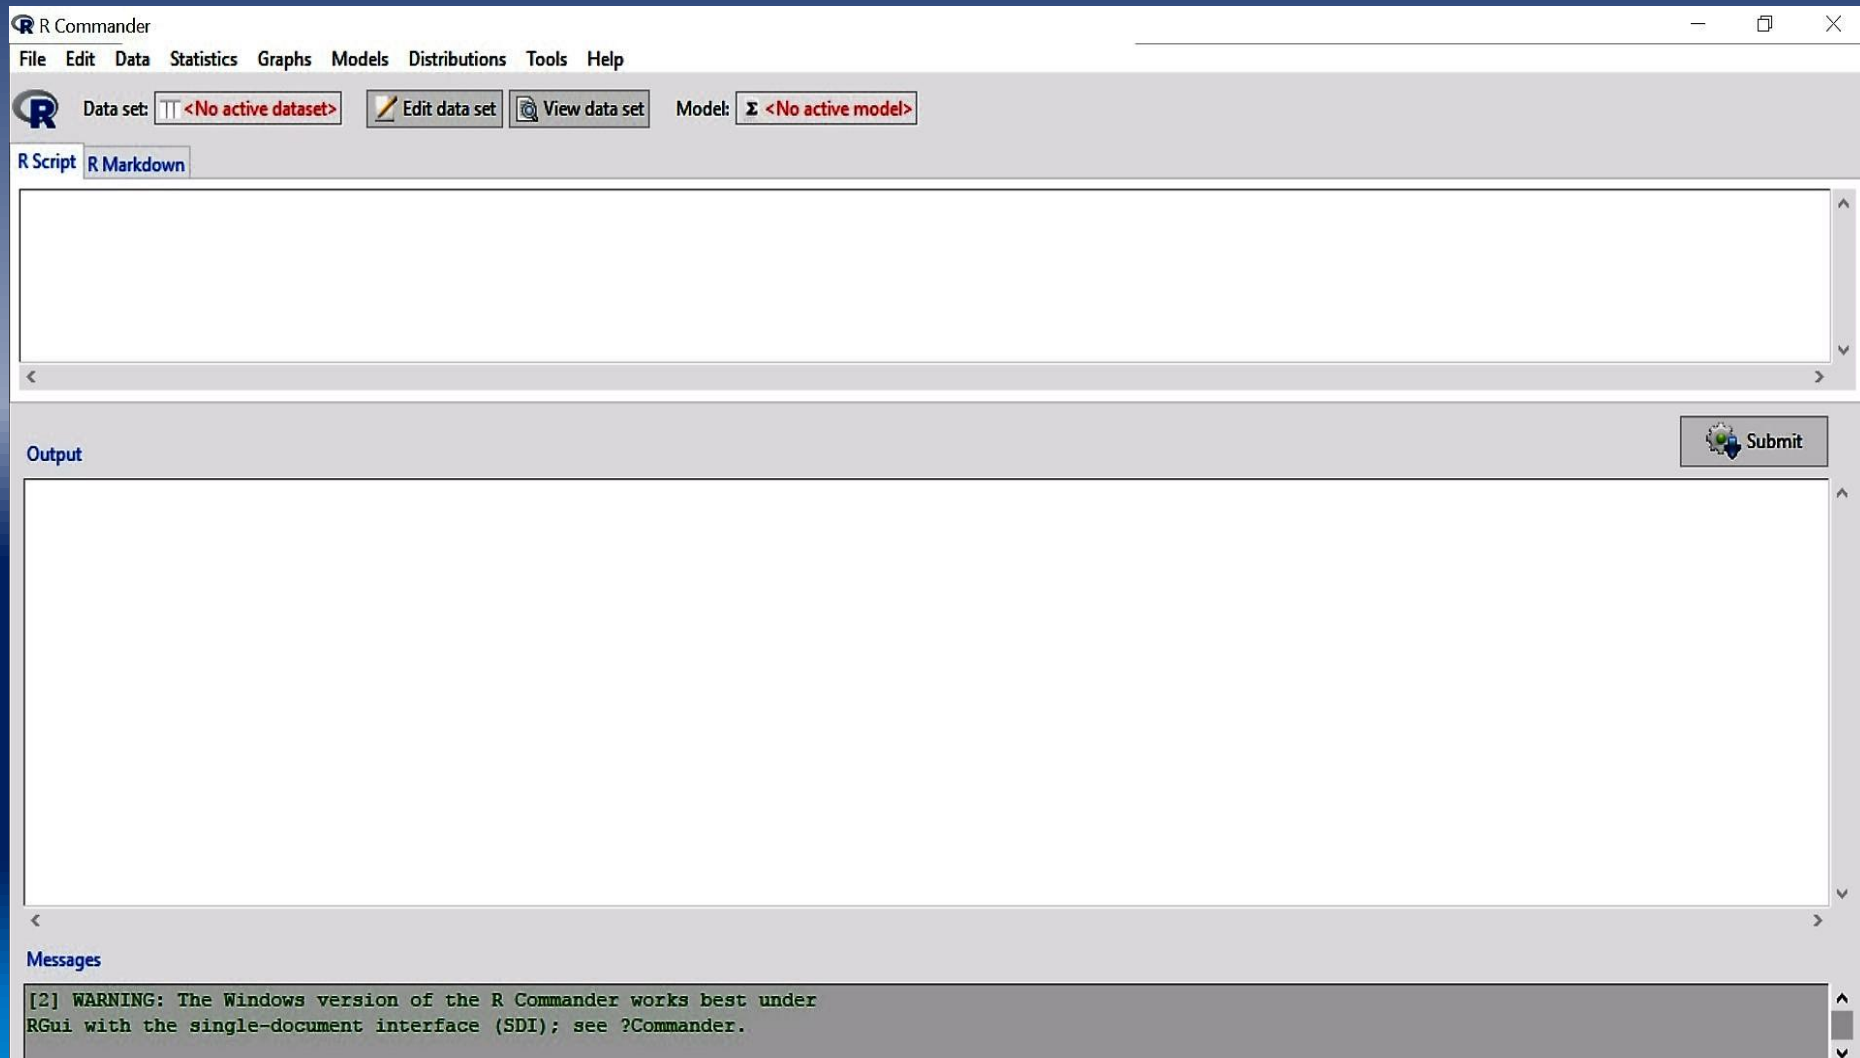 R Commander
File Edit Data Statistics Graphs Models Distributions Tools Help
R Data set: <No active dataset> Edit data set View data set Model: Σ <No active model>
R Script R Markdown
Submit
Output
Messages
[2] WARNING: The Windows version of the R Commander works best under
RGui with the single-document interface (SDI); see ?Commander.